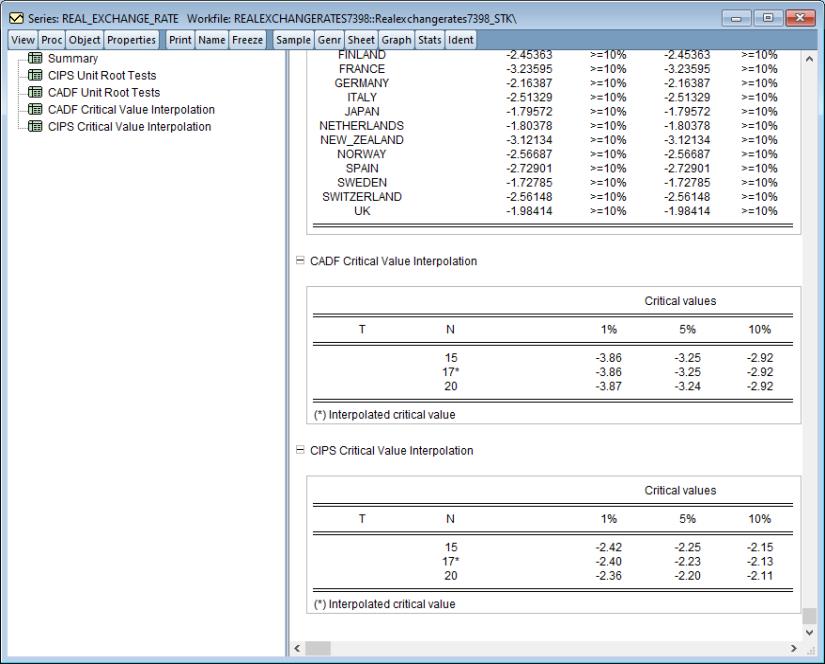 Series: REAL_EXCHANGE_RATE Workfile: REALEXCHANGERATES7398::Realexchangerates7398_STK\
View Proc Object Properties Print Name Freeze Sample Genr Sheet Graph Stats Ident
Summary
CIPS Unit Root Tests
CADF Unit Root Tests
CADF Critical Value Interpolation
CIPS Critical Value Interpolation
FINLAND -2.45363 >=10% -2.45363 >=10%
FRANCE -3.23595 >=10% -3.23595 >=10%
GERMANY -2.16387 >=10% -2.16387 >=10%
ITALY -2.51329 >=10% -2.51329 >=10%
JAPAN -1.79572 >=10% -1.79572 >=10%
NETHERLANDS -1.80378 >=10% -1.80378 >=10%
NEW_ZEALAND -3.12134 >=10% -3.12134 >=10%
NORWAY -2.56687 >=10% -2.56687 >=10%
SPAIN -2.72901 >=10% -2.72901 >=10%
SWEDEN -1.72785 >=10% -1.72785 >=10%
SWITZERLAND -2.56148 >=10% -2.56148 >=10%
UK -1.98414 >=10% -1.98414 >=10%
CADF Critical Value Interpolation
Critical values
T N 1% 5% 10%
15 -3.86 -3.25 -2.92
17* -3.86 -3.25 -2.92
20 -3.87 -3.24 -2.92
(*) Interpolated critical value
CIPS Critical Value Interpolation
Critical values
T N 1% 5% 10%
15 -2.42 -2.25 -2.15
17* -2.40 -2.23 -2.13
20 -2.36 -2.20 -2.11
(*) Interpolated critical value